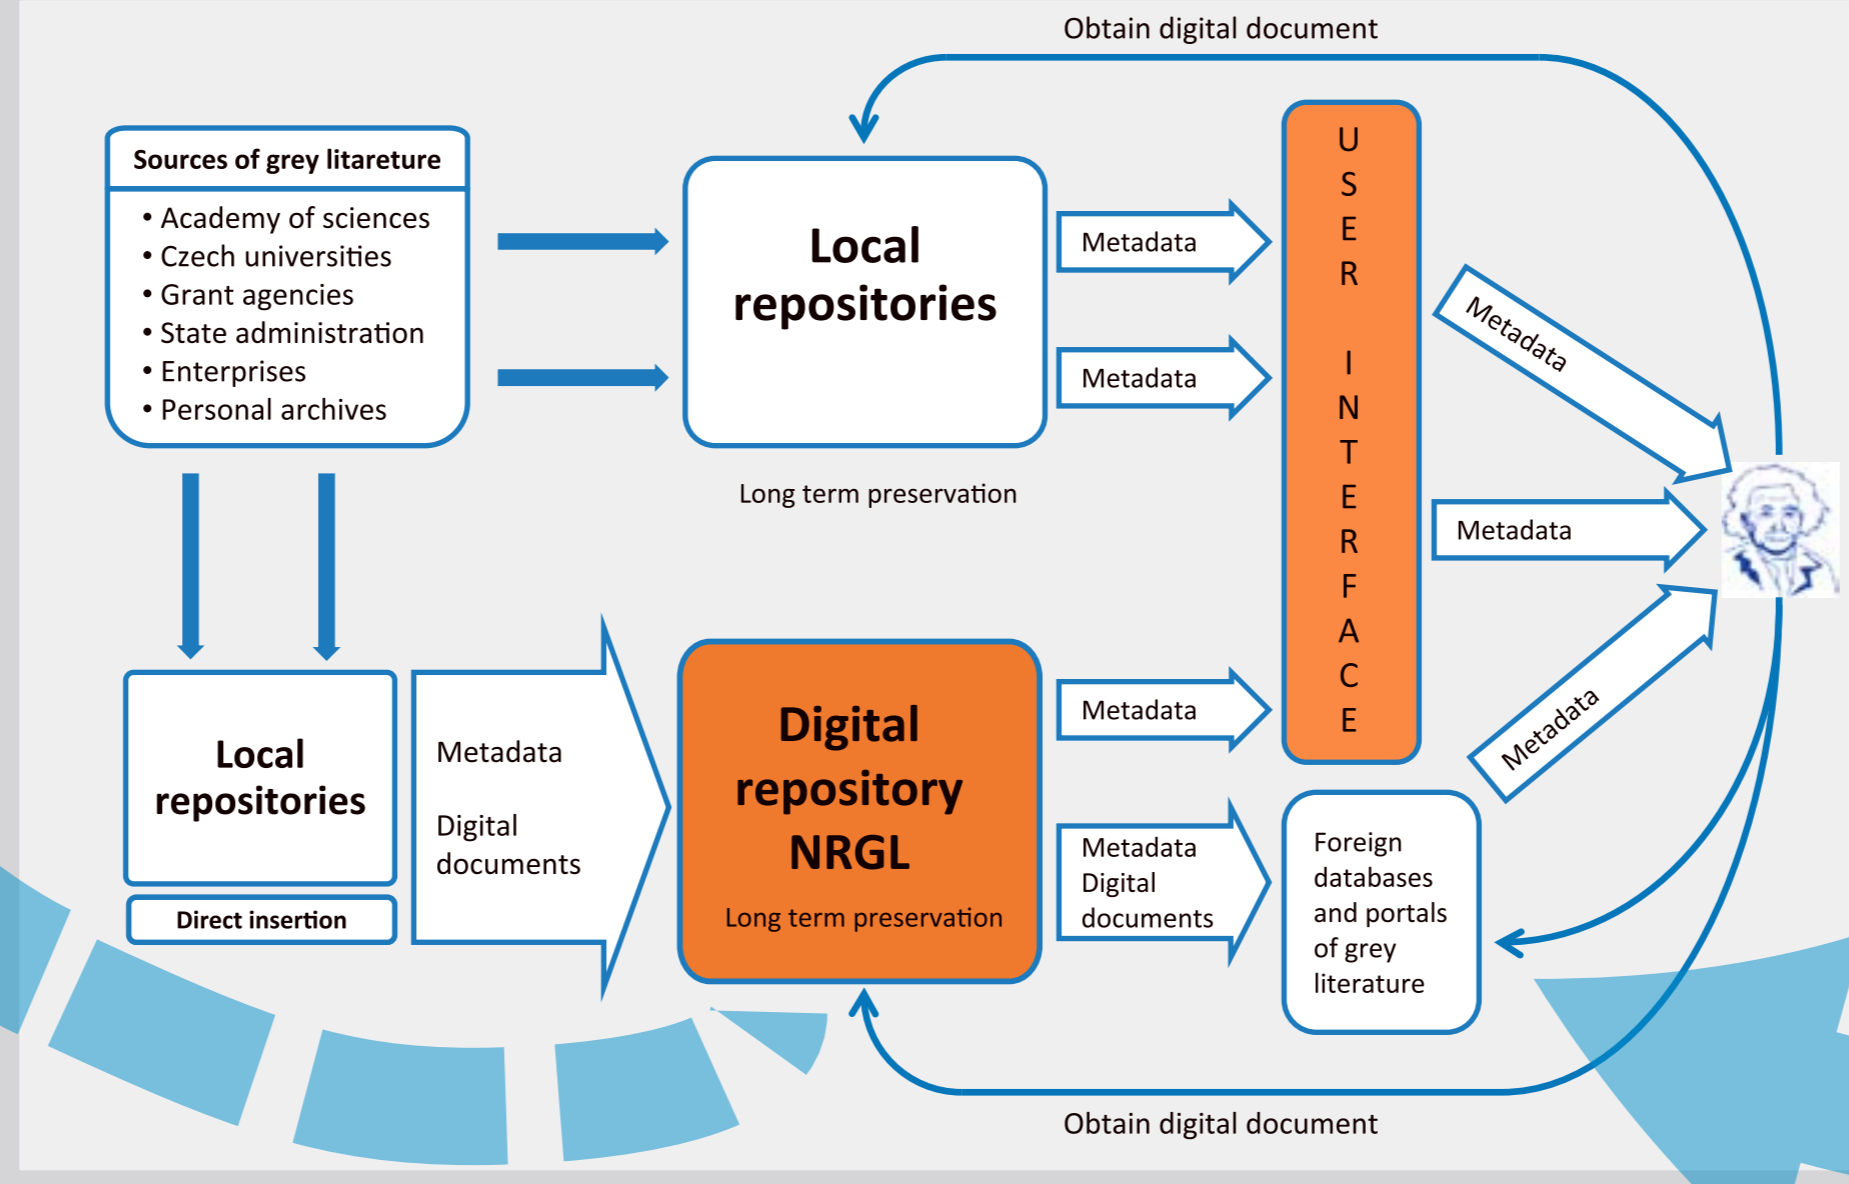 Obtain digital document
Sources of grey litareture
• Academy of sciences
• Czech universities
• Grant agencies
• State administration
• Enterprises
• Personal archives
Local
repositories
Long term preservation
Metadata
Metadata
USER INTERFACE
Metadata
Metadata
Metadata
Local
repositories
Direct insertion
Metadata
Digital
documents
Digital
repository
NRGL
Long term preservation
Metadata
Metadata
Digital
documents
Foreign
databases
and portals
of grey
literature
Obtain digital document